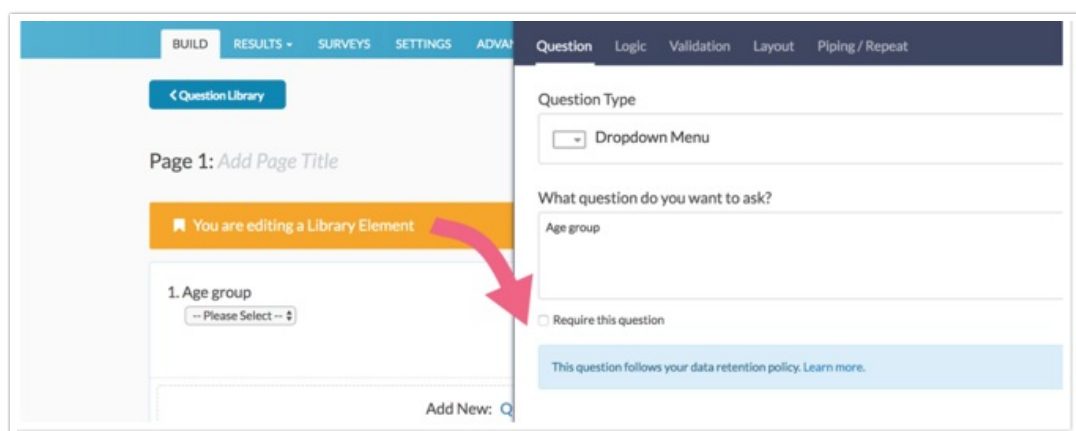 BUILD RESULTS SURVEYS SETTINGS
Question Library
Page 1: Add Page Title
You are editing a Library Element
1. Age group
-- Please Select --
Add New:
Question Logic Validation Layout Piping / Repeat
Question Type
Dropdown Menu
What question do you want to ask?
Age group
Require this question
This question follows your data retention policy. Learn more.